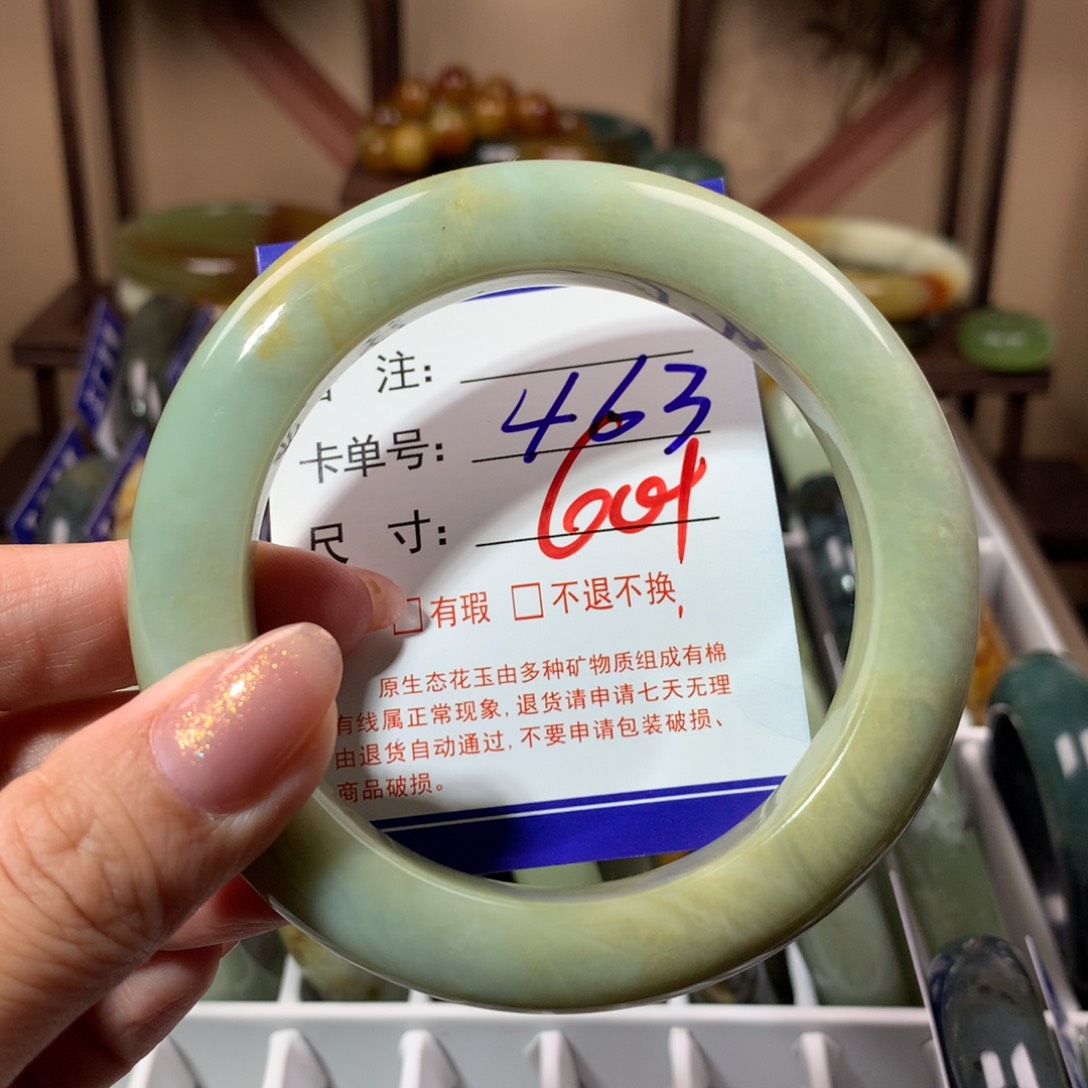 注:
卡单号: 463
尺 寸:
有瑕 不退不换,
原生态花玉由多种矿物质组成有棉
有线属正常现象,退货请申请七天无理
由退货自动通过,不要申请包装破损、
商品破损。